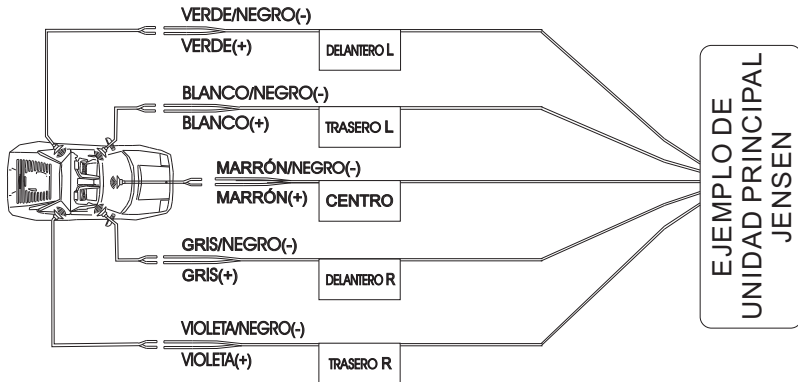 VERDE/NEGRO(-)
VERDE(+)
DELANTERO L
BLANCO/NEGRO(-)
BLANCO(+)
TRASERO L
MARRÓN/NEGRO(-)
MARRÓN(+)
CENTRO
GRIS/NEGRO(-)
GRIS(+)
DELANTERO R
VIOLETA/NEGRO(-)
VIOLETA(+)
TRASERO R
EJEMPLO DE
UNIDAD PRINCIPAL
JENSEN